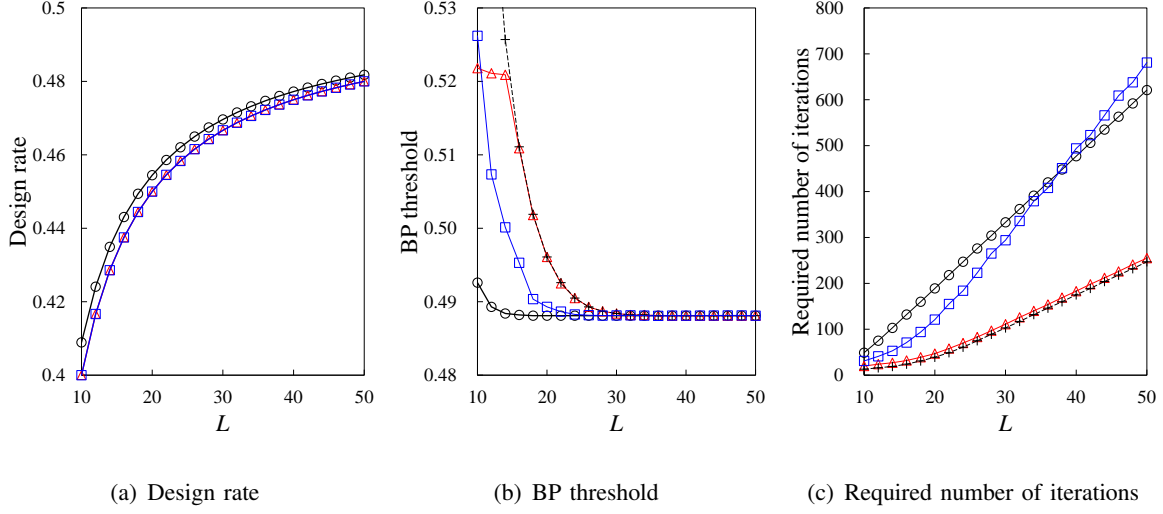 0.5
0.48
0.46
0.44
0.42
0.4
10 20 30 40 50
Design rate
L
(a) Design rate
0.53
0.52
0.51
0.50
0.49
0.48
10 20 30 40 50
BP threshold
L
(b) BP threshold
800
700
600
500
400
300
200
100
0
10 20 30 40 50
Required number of iterations
L
(c) Required number of iterations